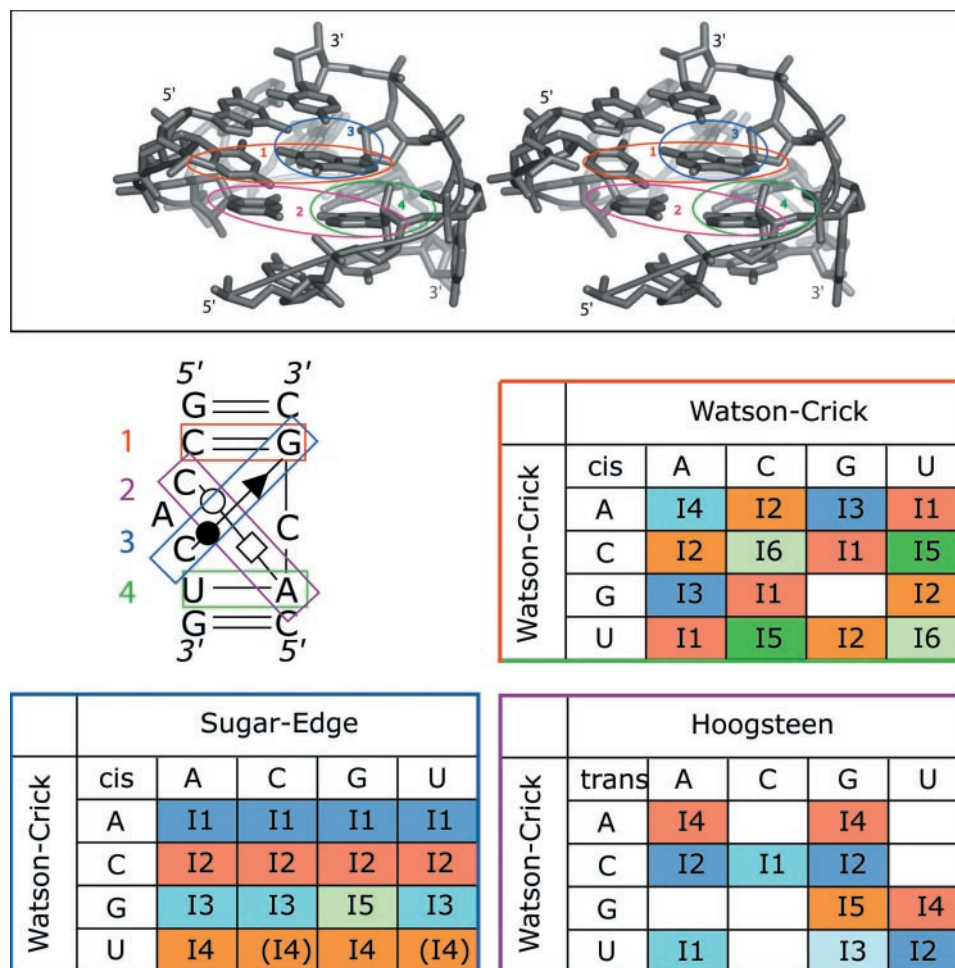 3' 3'
5' 5'
3 3
1 1
2 4 2 4
5' 3' 5' 3'
5' 3'
G C
1 C G
2 C
A C
3 C
4 U A
G C
3' 5'
Watson-Crick
Watson-Crick
cis A C G U
A I4 I2 I3 I1
C I2 I6 I1 I5
G I3 I1 I2
U I1 I5 I2 I6
Sugar-Edge
Watson-Crick
cis A C G U
A I1 I1 I1 I1
C I2 I2 I2 I2
G I3 I3 I5 I3
U I4 (I4) I4 (I4)
Hoogsteen
Watson-Crick
trans A C G U
A I4 I4
C I2 I1 I2
G I5 I4
U I1 I3 I2